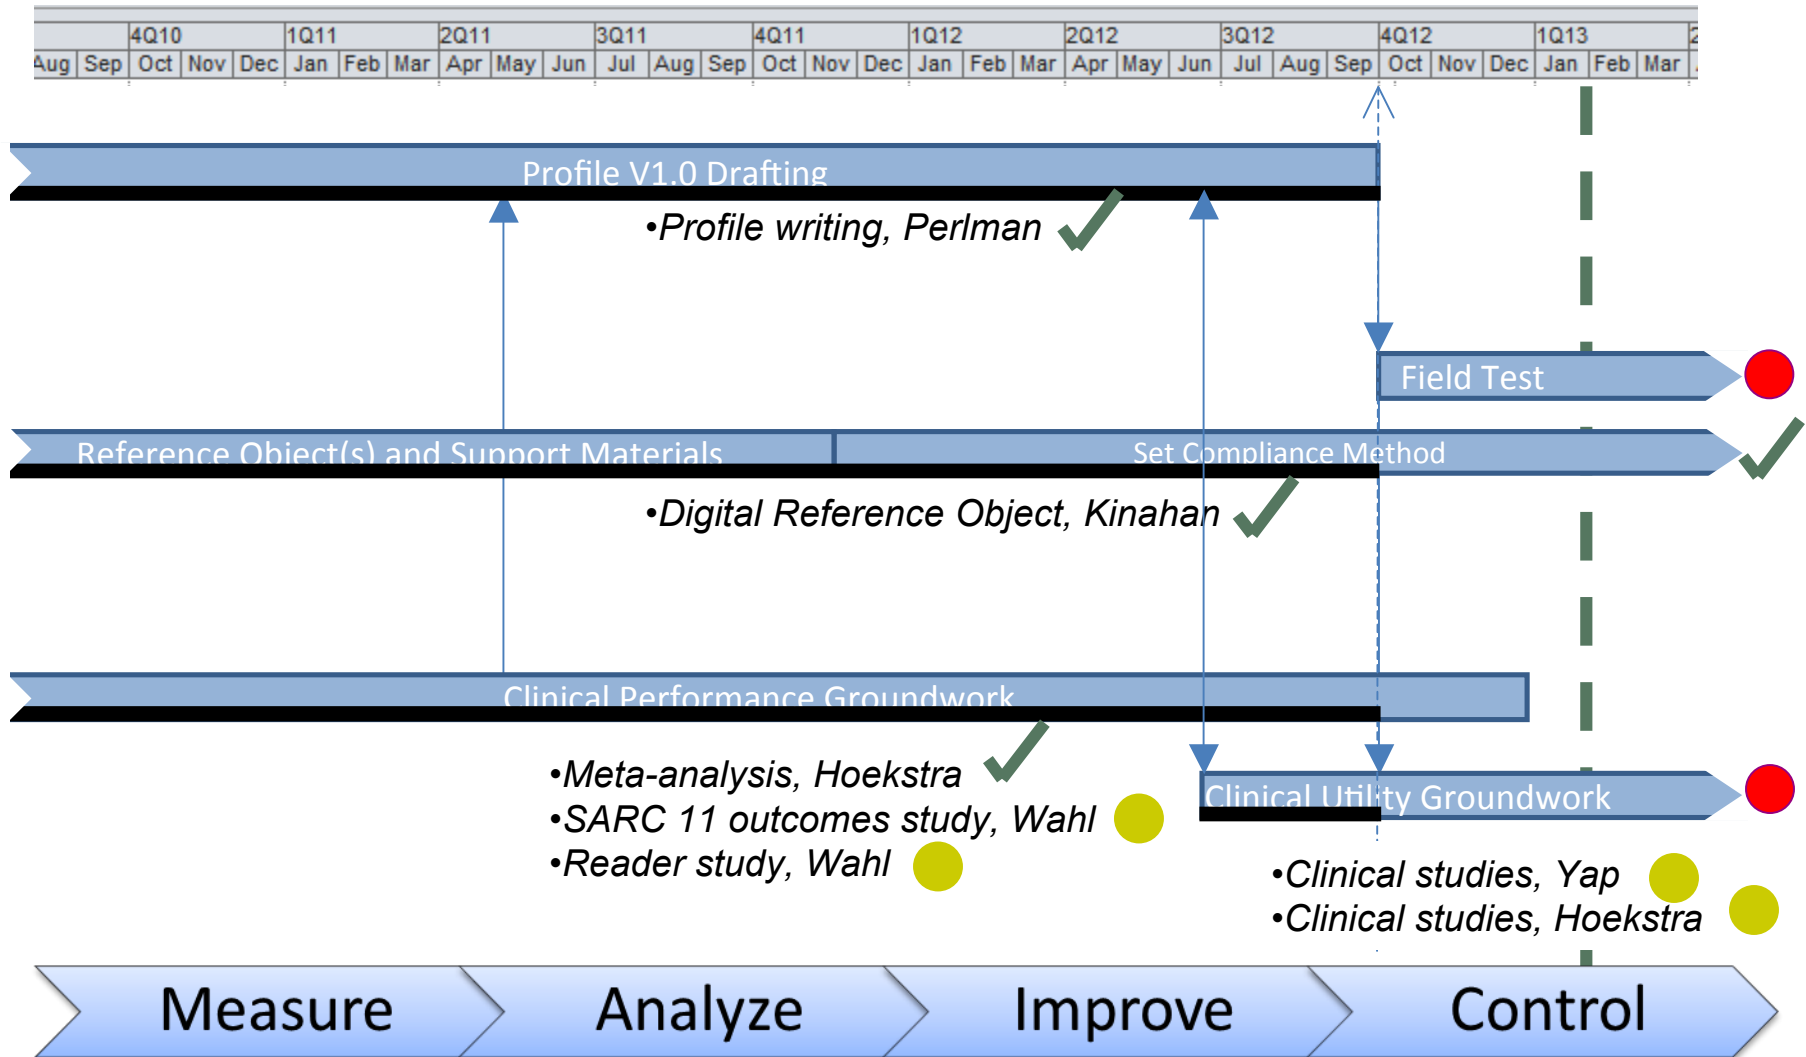 4Q10 1Q11 2Q11 3Q11 4Q11 1Q12 2Q12 3Q12 4Q12 1Q13 2
Aug Sep Oct Nov Dec Jan Feb Mar Apr May Jun Jul Aug Sep Oct Nov Dec Jan Feb Mar Apr May Jun Jul Aug Sep Oct Nov Dec Jan Feb Mar
Profile V1.0 Drafting
•Profile writing, Perlman
Field Test
Reference Object(s) and Support Materials
Set Compliance Method
•Digital Reference Object, Kinahan
Clinical Performance Groundwork
•Meta-analysis, Hoekstra
•SARC 11 outcomes study, Wahl
•Reader study, Wahl
Clinical Utility Groundwork
•Clinical studies, Yap
•Clinical studies, Hoekstra
Measure
Analyze
Improve
Control